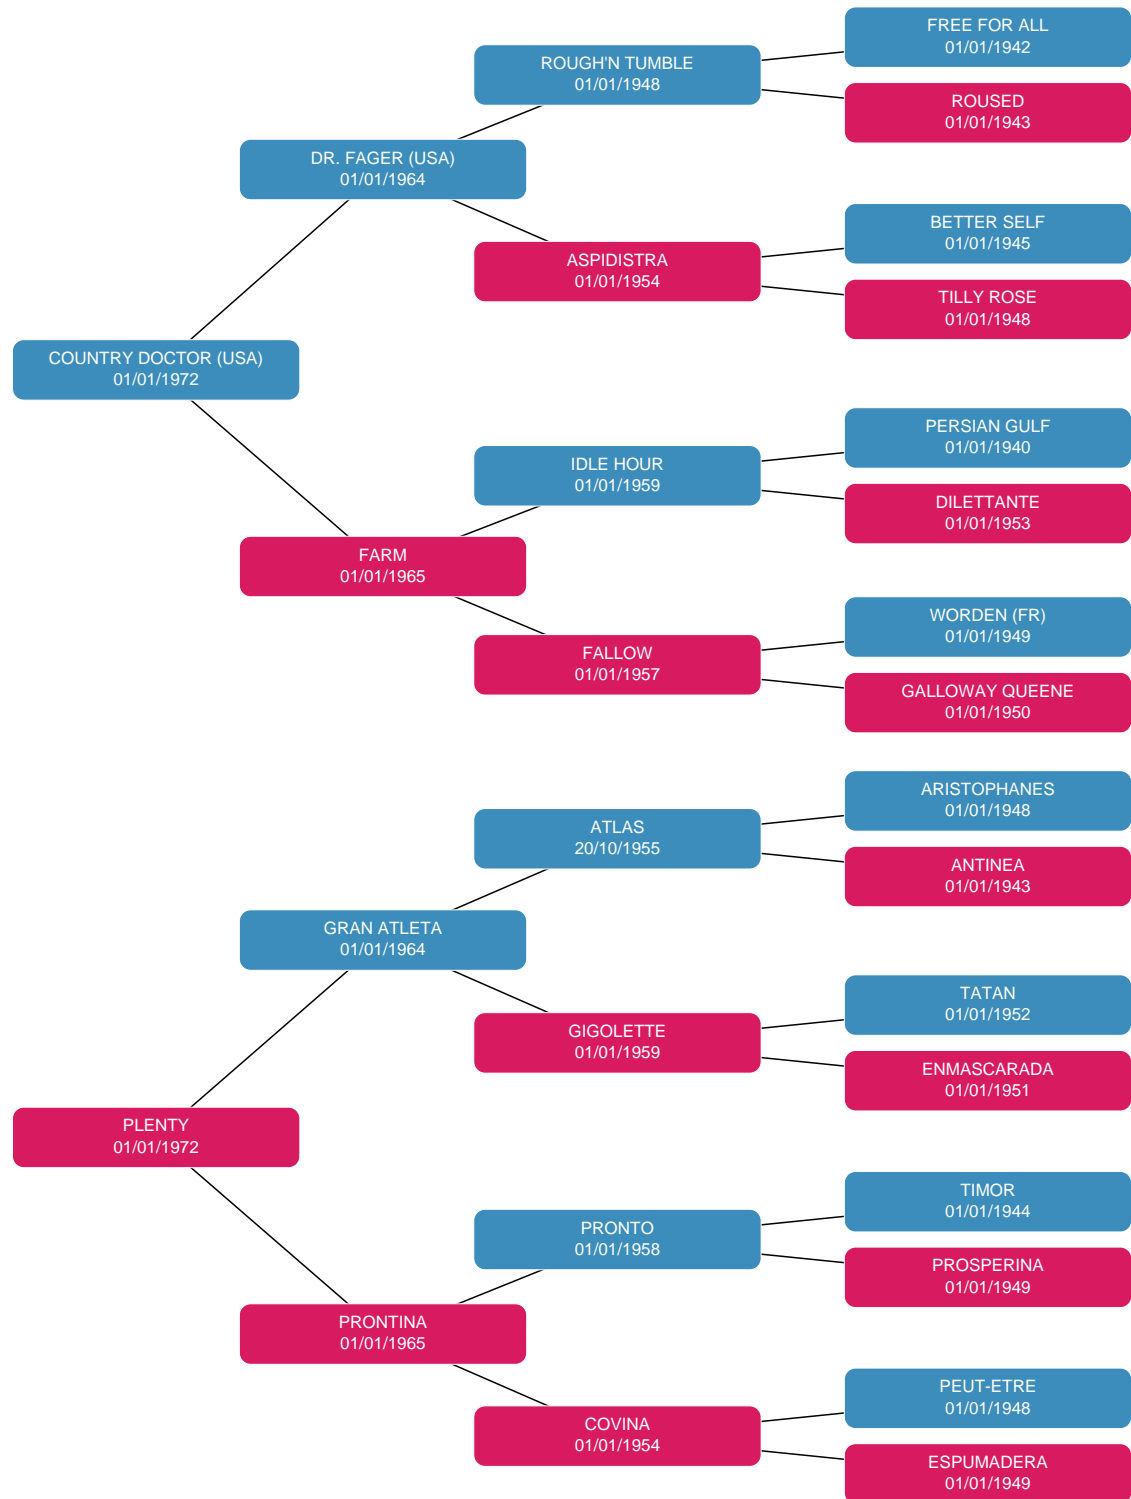 FREE FOR ALL
01/01/1942
ROUGH'N TUMBLE
01/01/1948
ROUSED
01/01/1943
DR. FAGER (USA)
01/01/1964
BETTER SELF
01/01/1945
ASPIDISTRA
01/01/1954
TILLY ROSE
01/01/1948
COUNTRY DOCTOR (USA)
01/01/1972
PERSIAN GULF
01/01/1940
IDLE HOUR
01/01/1959
DILETTANTE
01/01/1953
FARM
01/01/1965
WORDEN (FR)
01/01/1949
FALLOW
01/01/1957
GALLOWAY QUEENE
01/01/1950
ARISTOPHANES
01/01/1948
ATLAS
20/10/1955
ANTINEA
01/01/1943
GRAN ATLETA
01/01/1964
TATAN
01/01/1952
GIGOLETTE
01/01/1959
ENMASCARADA
01/01/1951
PLENTY
01/01/1972
TIMOR
01/01/1944
PRONTO
01/01/1958
PROSPERINA
01/01/1949
PRONTINA
01/01/1965
PEUT-ETRE
01/01/1948
COVINA
01/01/1954
ESPUMADERA
01/01/1949